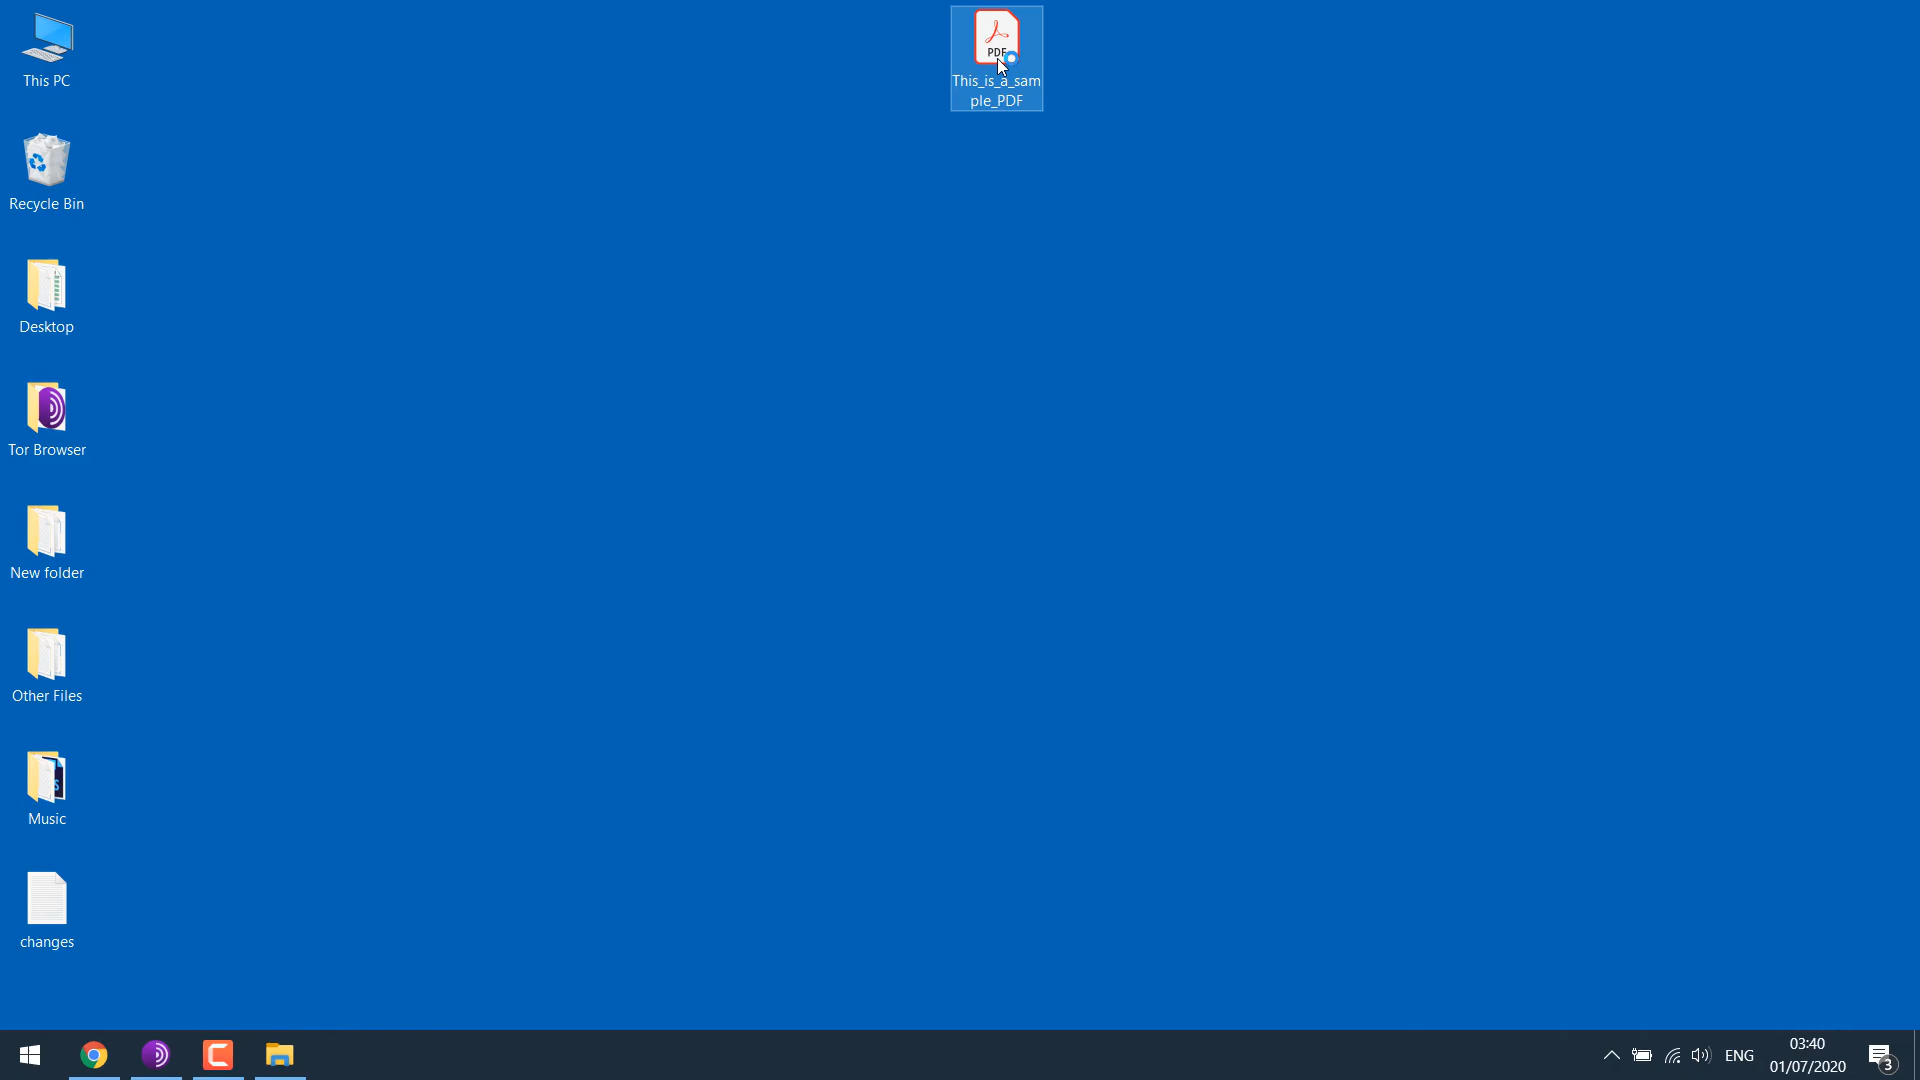 This PC
Recycle Bin
Desktop
Tor Browser
New folder
Other Files
Music
changes
PDF
This_is_a_sam
ple_PDF
ENG
03:40
01/07/2020
3